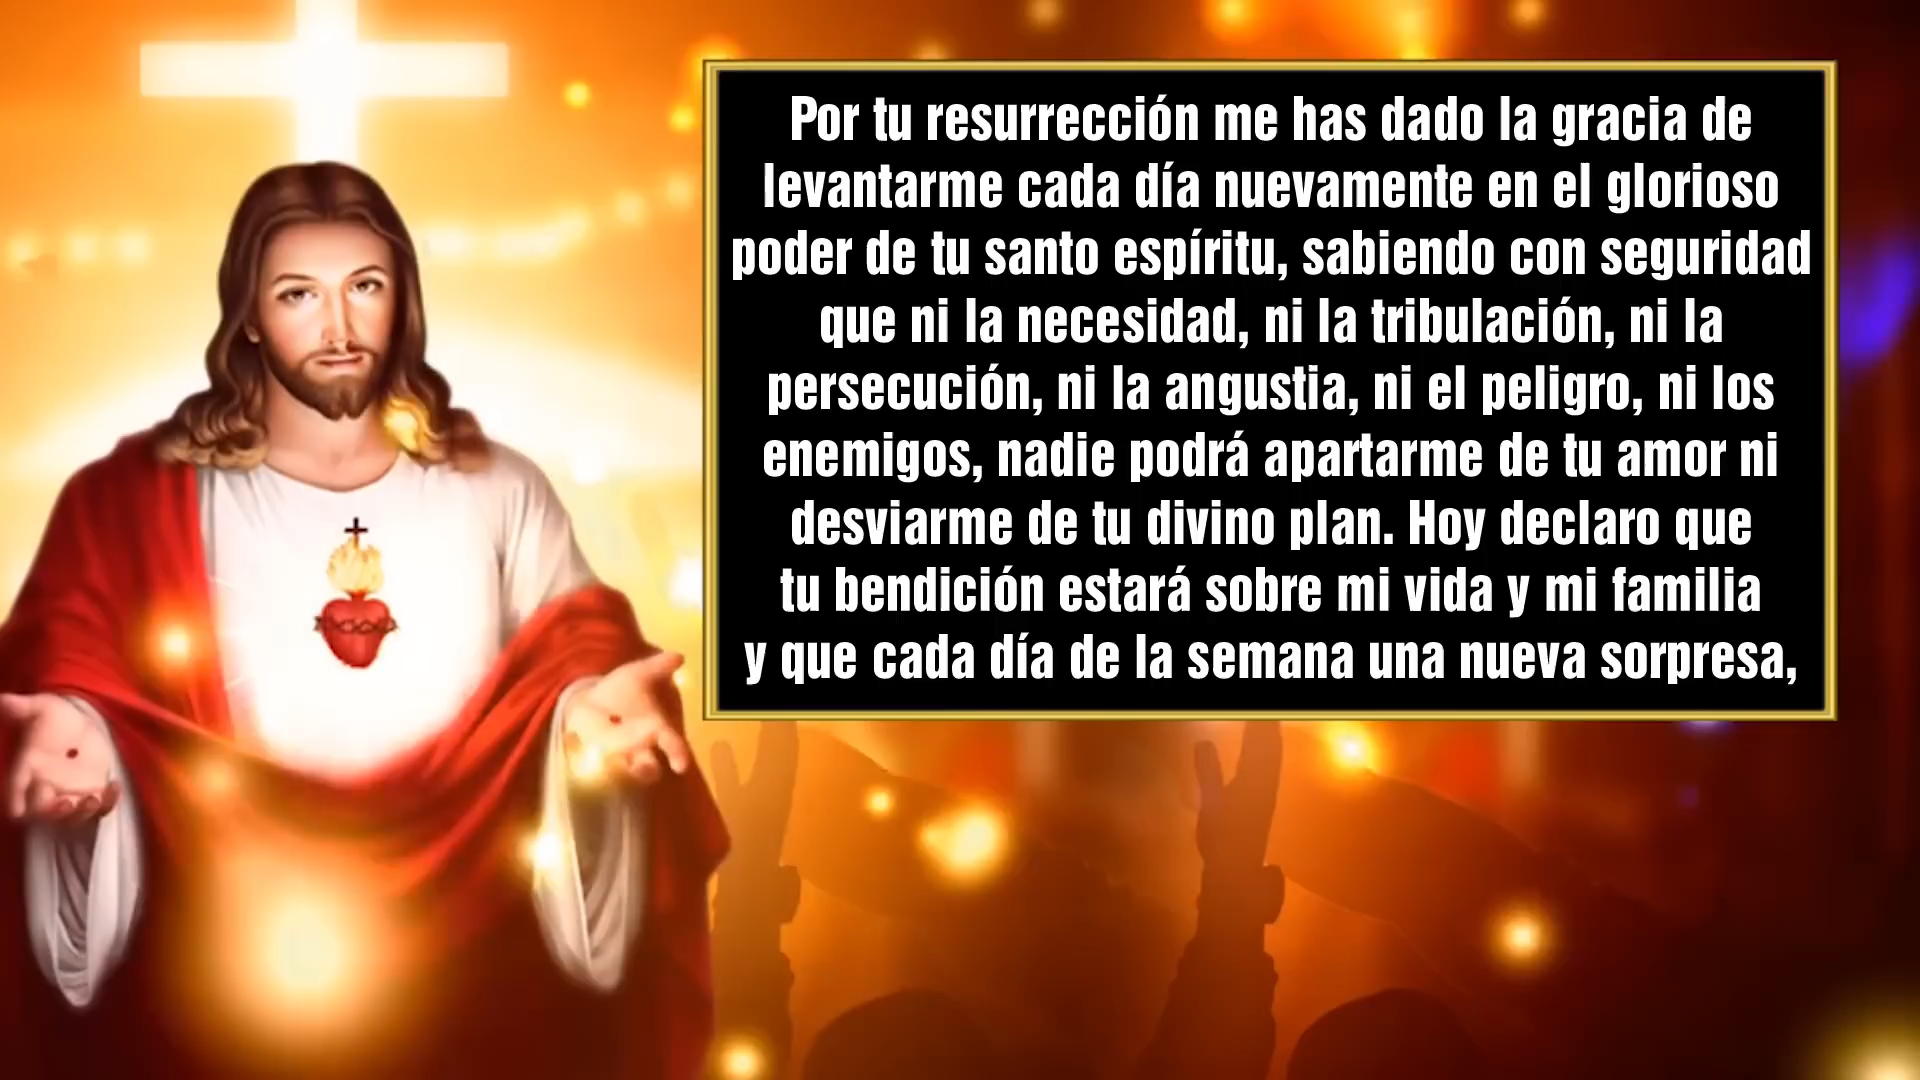 Por tu resurrección me has dado la gracia de
levantarme cada día nuevamente en el glorioso
poder de tu santo espíritu, sabiendo con seguridad
que ni la necesidad, ni la tribulación, ni la
persecución, ni la angustia, ni el peligro, ni los
enemigos, nadie podrá apartarme de tu amor ni
desviarme de tu divino plan. Hoy declaro que
tu bendición estará sobre mi vida y mi familia
y que cada día de la semana una nueva sorpresa,